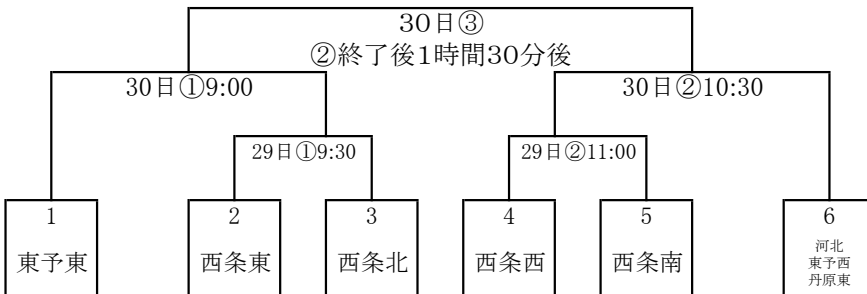 30日③
②終了後1時間30分後
30日①9:00
30日②10:30
29日①9:30
29日②11:00
1
東予東
2
西条東
3
西条北
4
西条西
5
西条南
6
河北
東予西
丹原東